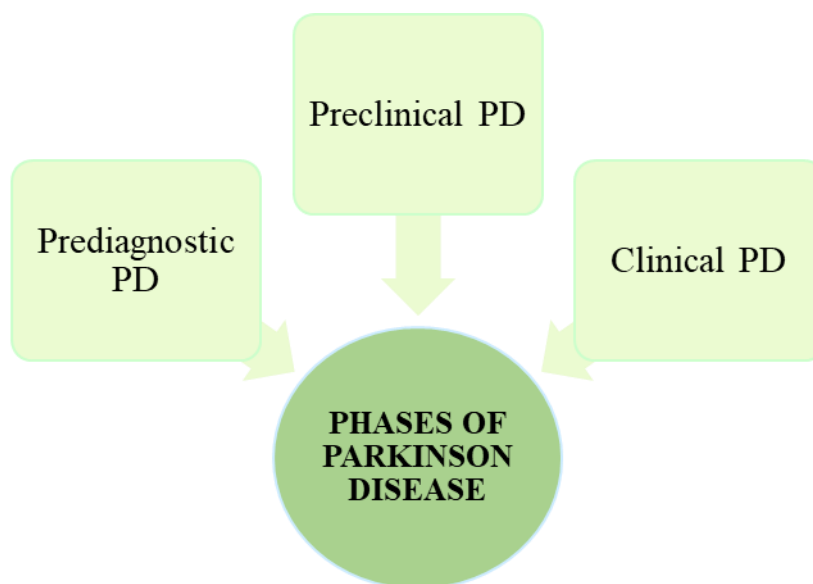 Preclinical PD
Prediagnostic
PD
Clinical PD
PHASES OF
PARKINSON
DISEASE